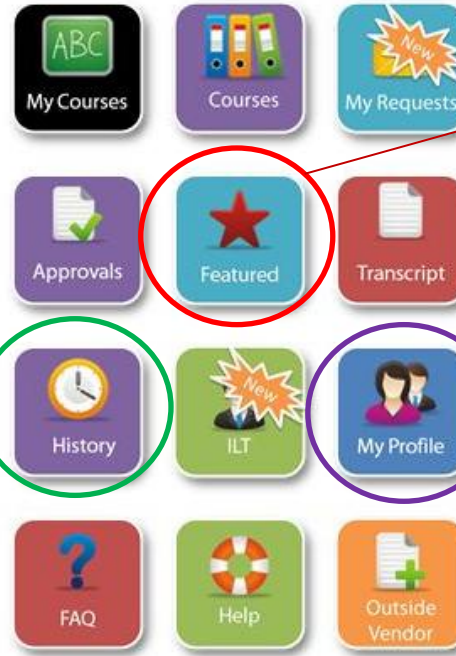 ABC
My Courses
Courses
New
My Requests
Approvals
Featured
Transcript
History
New
ILT
My Profile
FAQ
Help
Outside
Vendor